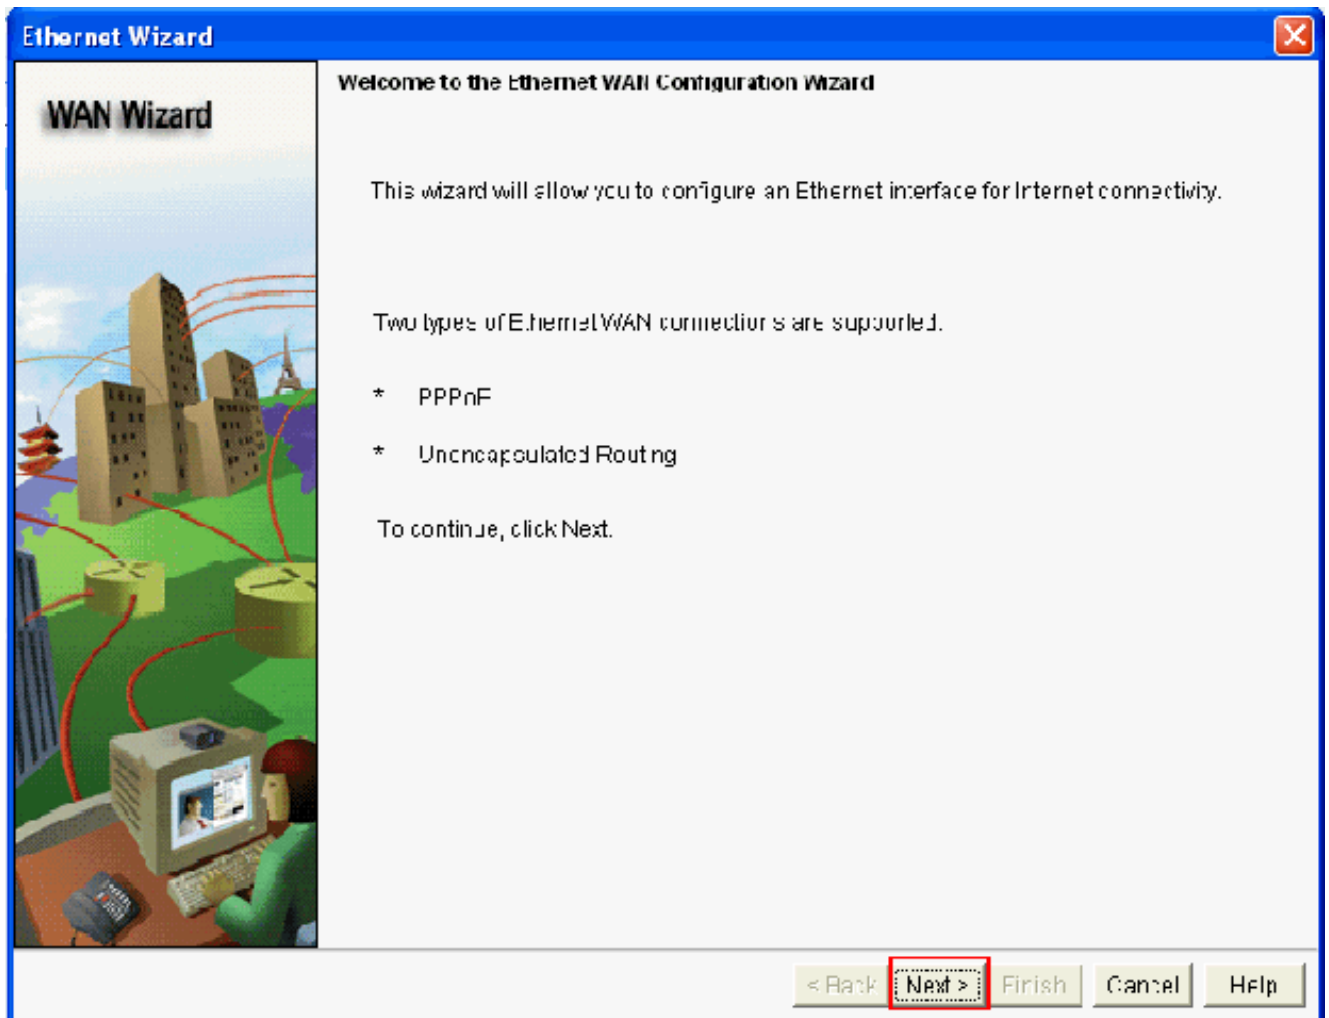 Ethernet Wizard
WAN Wizard
Welcome to the Ethernet WAN Configuration Wizard
This wizard will allow you to configure an Ethernet interface for Internet connectivity.
Two types of Ethernet WAN connections are supported.
* PPPoE
* Unencapsulated Routing
To continue, click Next.
< Back Next > Finish Cancel Help